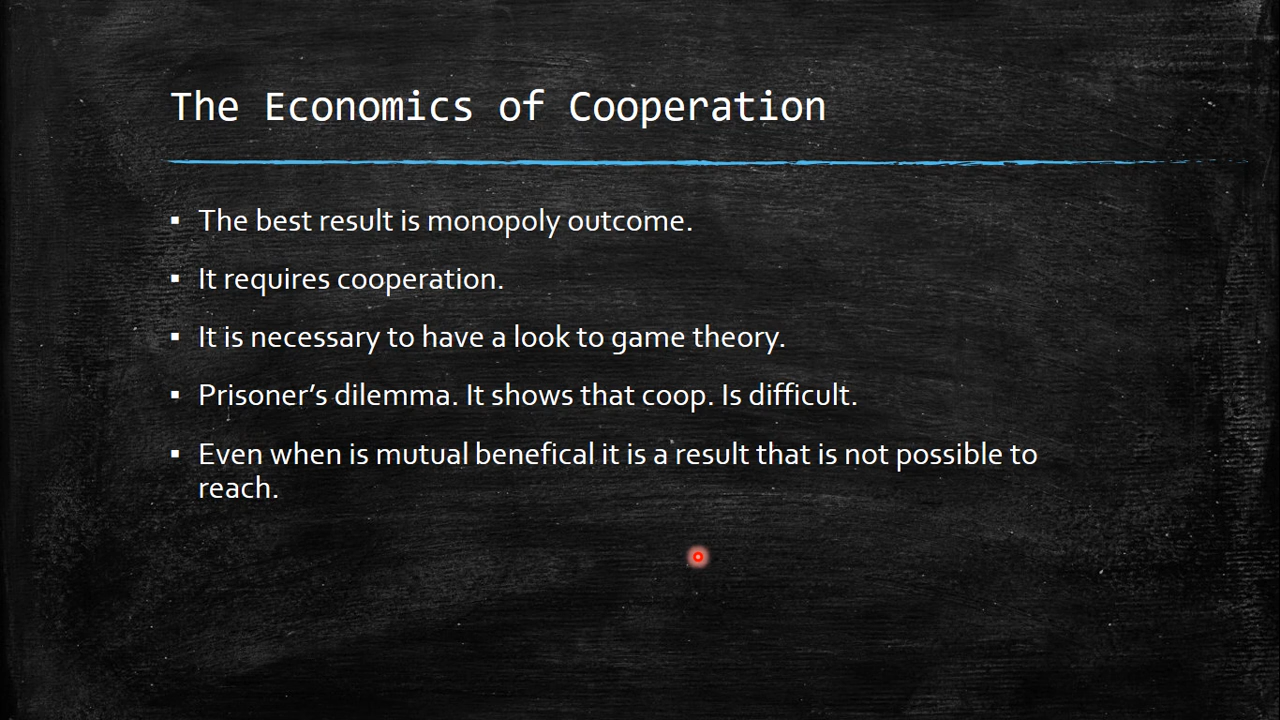 The Economics of Cooperation
▪ The best result is monopoly outcome.
▪ It requires cooperation.
▪ It is necessary to have a look to game theory.
▪ Prisoner’s dilemma. It shows that coop. Is difficult.
▪ Even when is mutual benefical it is a result that is not possible to
reach.